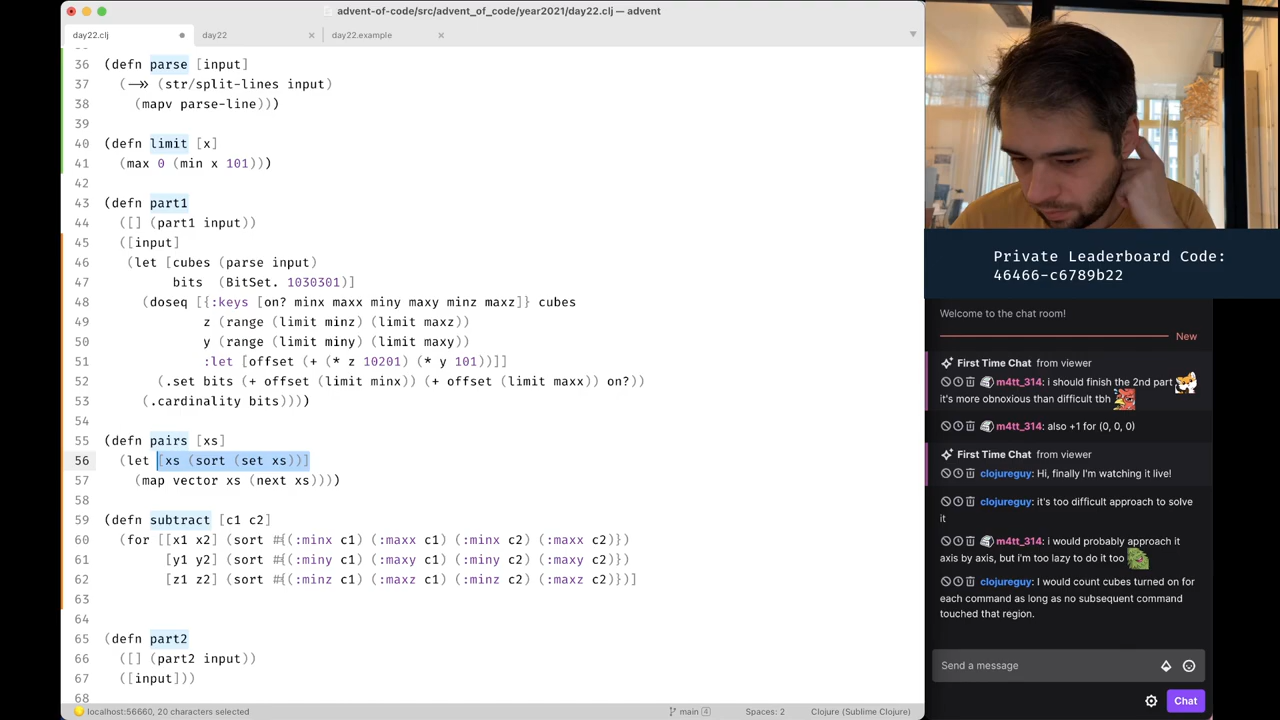 advent-of-code/src/advent_of_code/year2021/day22.clj — advent
day22.clj
day22
day22.example
36 (defn parse [input]
37 (->> (str/split-lines input)
38 (mapv parse-line)))
39
40 (defn limit [x]
41 (max 0 (min x 101)))
42
43 (defn part1
44 ([] (part1 input))
45 ([input]
46 (let [cubes (parse input)
47 bits (BitSet. 1030301)]
48 (doseq [{:keys [on? minx maxx miny maxy minz maxz]} cubes
49 z (range (limit minz) (limit maxz))
50 y (range (limit miny) (limit maxy))
51 :let [offset (+ (* z 10201) (* y 101))]]
52 (.set bits (+ offset (limit minx)) (+ offset (limit maxx)) on?))
53 (.cardinality bits))))
54
55 (defn pairs [xs]
56 (let [xs (sort (set xs))]
57 (map vector xs (next xs))))
58
59 (defn subtract [c1 c2]
60 (for [[x1 x2] (sort #{(:minx c1) (:maxx c1) (:minx c2) (:maxx c2)})
61 [y1 y2] (sort #{(:miny c1) (:maxy c1) (:miny c2) (:maxy c2)})
62 [z1 z2] (sort #{(:minz c1) (:maxz c1) (:minz c2) (:maxz c2)})]
63
64
65 (defn part2
66 ([] (part2 input))
67 ([input]))
68
localhost:56660, 20 characters selected
main 4
Spaces: 2
Clojure (Sublime Clojure)
Private Leaderboard Code:
46466-c6789b22
Welcome to the chat room!
New
First Time Chat from viewer
m4tt_314: i should finish the 2nd part
it's more obnoxious than difficult tbh
m4tt_314: also +1 for (0, 0, 0)
First Time Chat from viewer
clojureguy: Hi, finally I'm watching it live!
clojureguy: it's too difficult approach to solve
it
m4tt_314: i would probably approach it
axis by axis, but i'm too lazy to do it too
clojureguy: I would count cubes turned on for
each command as long as no subsequent command
touched that region.
Send a message
Chat